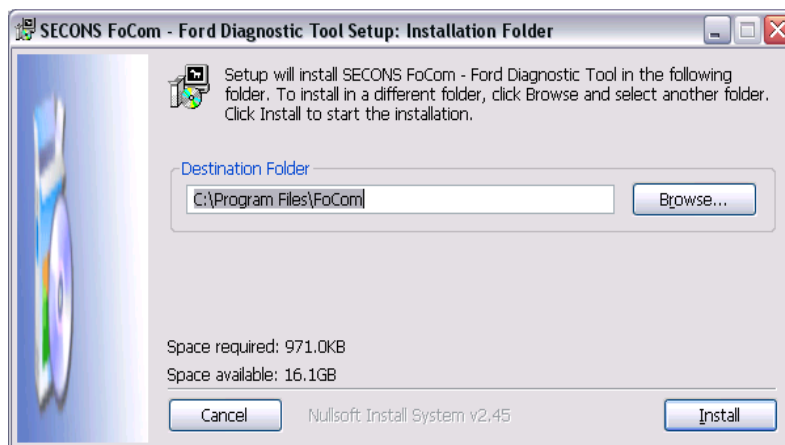 SECONS FoCom - Ford Diagnostic Tool Setup: Installation Folder
Setup will install SECONS FoCom - Ford Diagnostic Tool in the following
folder. To install in a different folder, click Browse and select another folder.
Click Install to start the installation.
Destination Folder
C:\Program Files\FoCom
Browse...
Space required: 971.0KB
Space available: 16.1GB
Cancel
Nullsoft Install System v2.45
Install